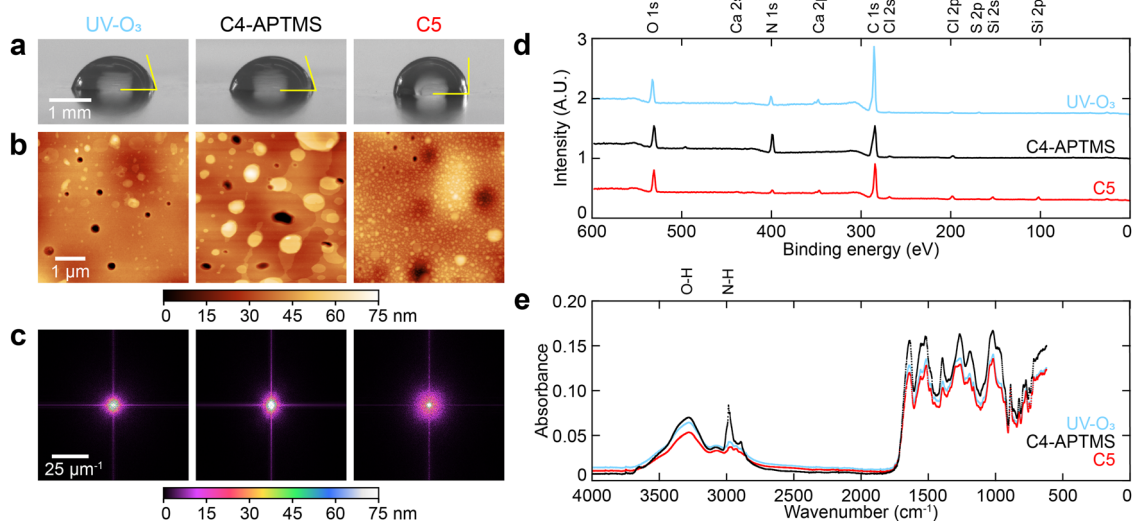 UV-O₃ C4-APTMS C5
a
1 mm
b
1 µm
0 15 30 45 60 75 nm
c
25 µm⁻¹
0 15 30 45 60 75 nm
d
O 1s Ca 2s N 1s Ca 2p C 1s Cl 2s Cl 2p S 2p Si 2s Si 2p
3
2
1
0
Intensity (A.U.)
UV-O₃
C4-APTMS
C5
600 500 400 300 200 100 0
Binding energy (eV)
e
O-H N-H
0.20
0.15
0.10
0.05
0
Absorbance
UV-O₃
C4-APTMS
C5
4000 3500 3000 2500 2000 1500 1000 500 0
Wavenumber (cm⁻¹)